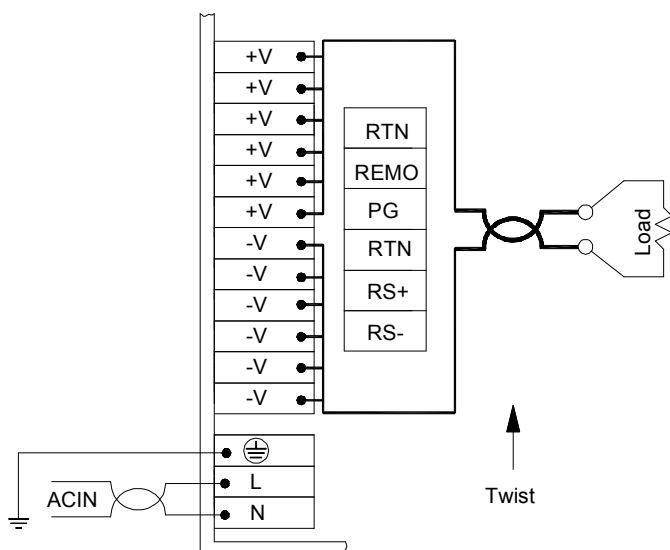 +V
+V
+V
+V
+V
+V
-V
-V
-V
-V
-V
-V
RTN
REMO
PG
RTN
RS+
RS-
Load
L
N
ACIN
Twist